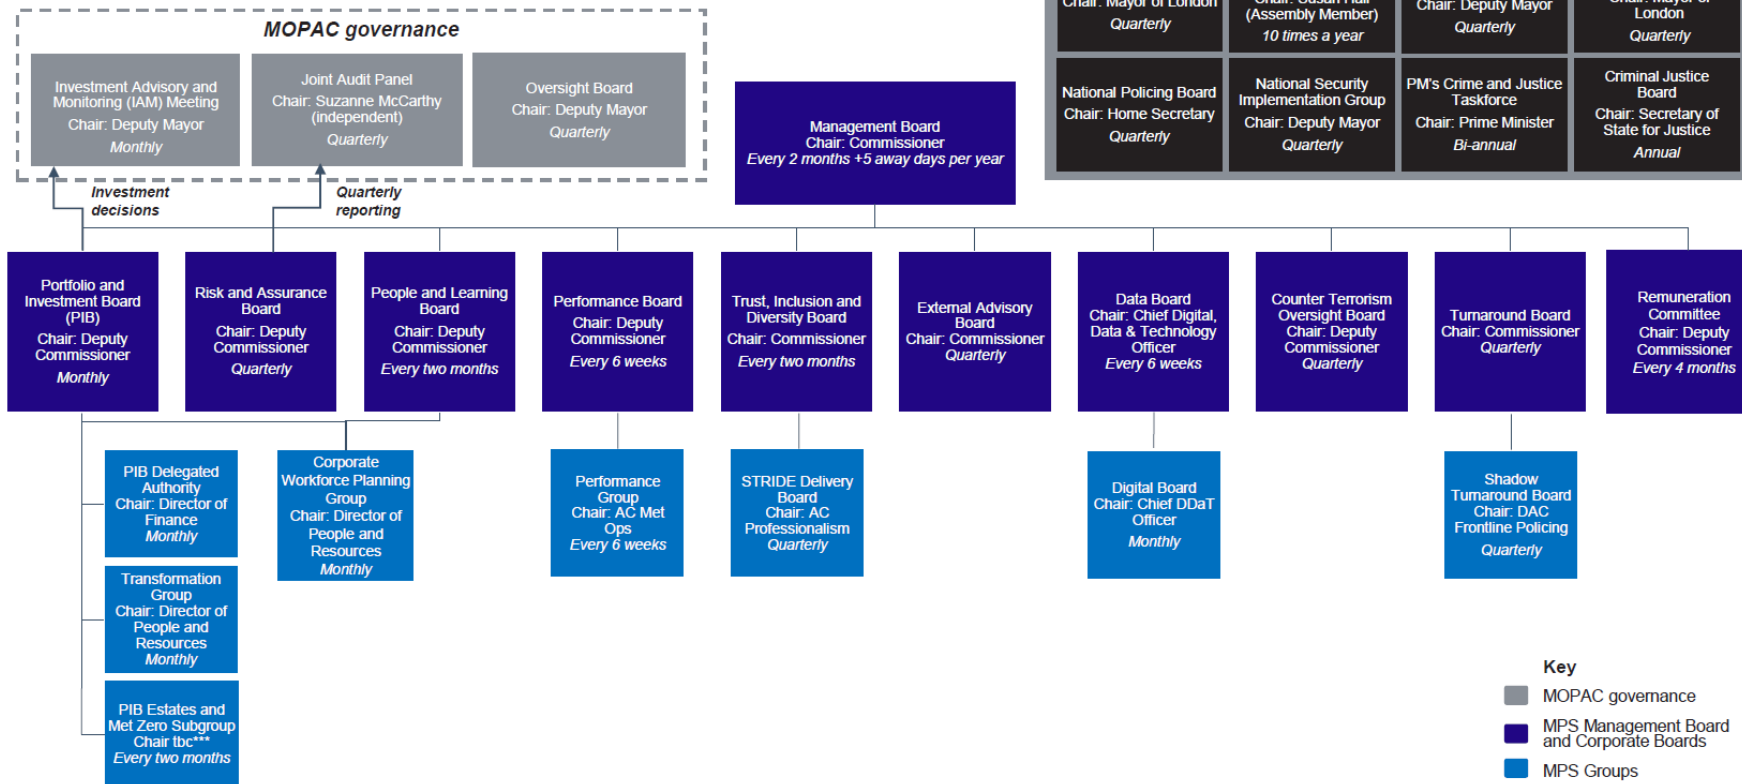 MOPAC governance
Investment Advisory and
Monitoring (IAM) Meeting
Chair: Deputy Mayor
Monthly
Joint Audit Panel
Chair: Suzanne McCarthy
(independent)
Quarterly
Oversight Board
Chair: Deputy Mayor
Quarterly
Investment
decisions
Quarterly
reporting
Management Board
Chair: Commissioner
Every 2 months +5 away days per year
Chair: Mayor of London
Quarterly
Chair: Susan Hall
(Assembly Member)
10 times a year
Chair: Deputy Mayor
Quarterly
Chair: Mayor of
London
Quarterly
National Policing Board
Chair: Home Secretary
Quarterly
National Security
Implementation Group
Chair: Deputy Mayor
Quarterly
PM's Crime and Justice
Taskforce
Chair: Prime Minister
Bi-annual
Criminal Justice
Board
Chair: Secretary of
State for Justice
Annual
Portfolio and
Investment Board
(PIB)
Chair: Deputy
Commissioner
Monthly
Risk and Assurance
Board
Chair: Deputy
Commissioner
Quarterly
People and Learning
Board
Chair: Deputy
Commissioner
Every two months
Performance Board
Chair: Deputy
Commissioner
Every 6 weeks
Trust, Inclusion and
Diversity Board
Chair: Commissioner
Every two months
External Advisory
Board
Chair: Commissioner
Quarterly
Data Board
Chair: Chief Digital,
Data & Technology
Officer
Every 6 weeks
Counter Terrorism
Oversight Board
Chair: Deputy
Commissioner
Quarterly
Turnaround Board
Chair: Commissioner
Quarterly
Remuneration
Committee
Chair: Deputy
Commissioner
Every 4 months
PIB Delegated
Authority
Chair: Director of
Finance
Monthly
Corporate
Workforce Planning
Group
Chair: Director of
People and
Resources
Monthly
Performance
Group
Chair: AC Met
Ops
Every 6 weeks
STRIDE Delivery
Board
Chair: AC
Professionalism
Quarterly
Digital Board
Chair: Chief DDaT
Officer
Monthly
Shadow
Turnaround Board
Chair: DAC
Frontline Policing
Quarterly
Transformation
Group
Chair: Director of
People and
Resources
Monthly
PIB Estates and
Met Zero Subgroup
Chair tbc***
Every two months
Key
MOPAC governance
MPS Management Board
and Corporate Boards
MPS Groups